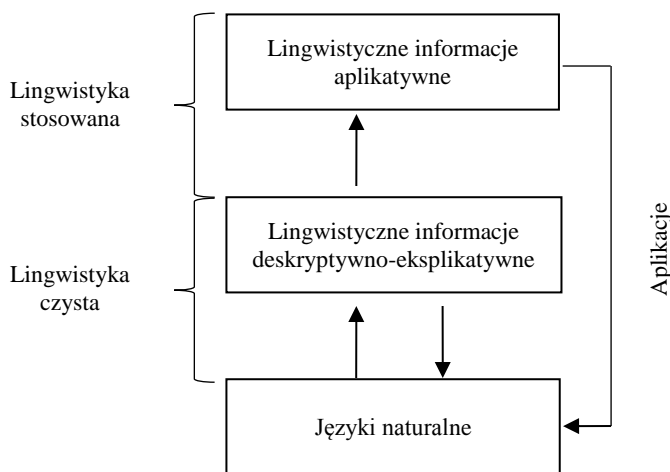 Lingwistyczne informacje
aplikatywne
Lingwistyka
stosowana
Lingwistyczne informacje
deskryptywno-eksplikatywne
Aplikacje
Lingwistyka
czysta
Języki naturalne